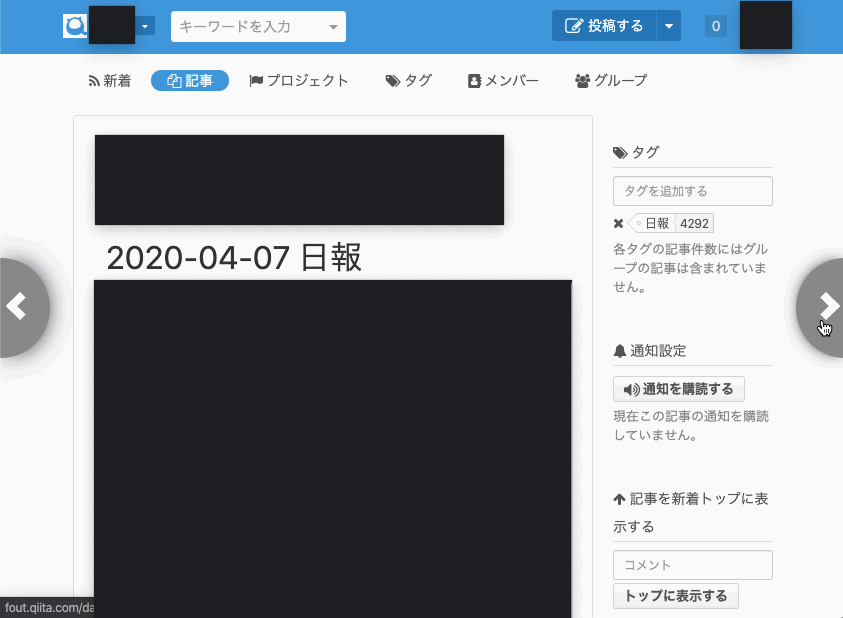 キーワードを入力
投稿する
0
新着
記事
プロジェクト
タグ
メンバー
グループ
2020-04-07 日報
タグ
タグを追加する
日報 4292
各タグの記事件数にはグル
ープの記事は含まれていま
せん。
通知設定
通知を購読する
現在この記事の通知を購読
していません。
記事を新着トップに表
示する
コメント
トップに表示する
fout.qiita.com/da